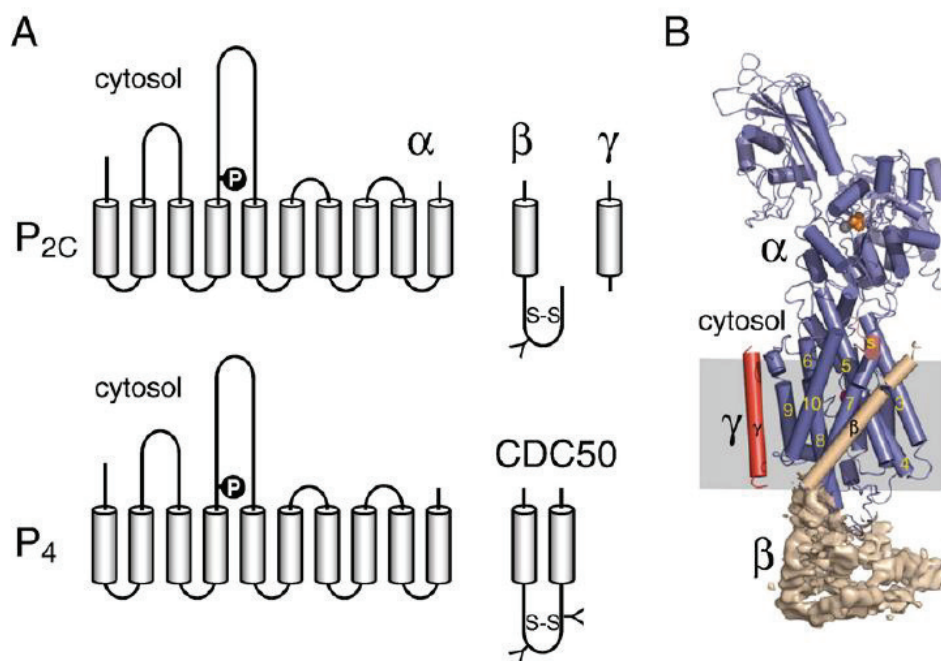 A
cytosol
P
α
β
γ
P2C
S-S
cytosol
P
CDC50
P4
S-S
B
α
cytosol
S
6
5
9
10
7
3
γ
γ
β
8
4
β